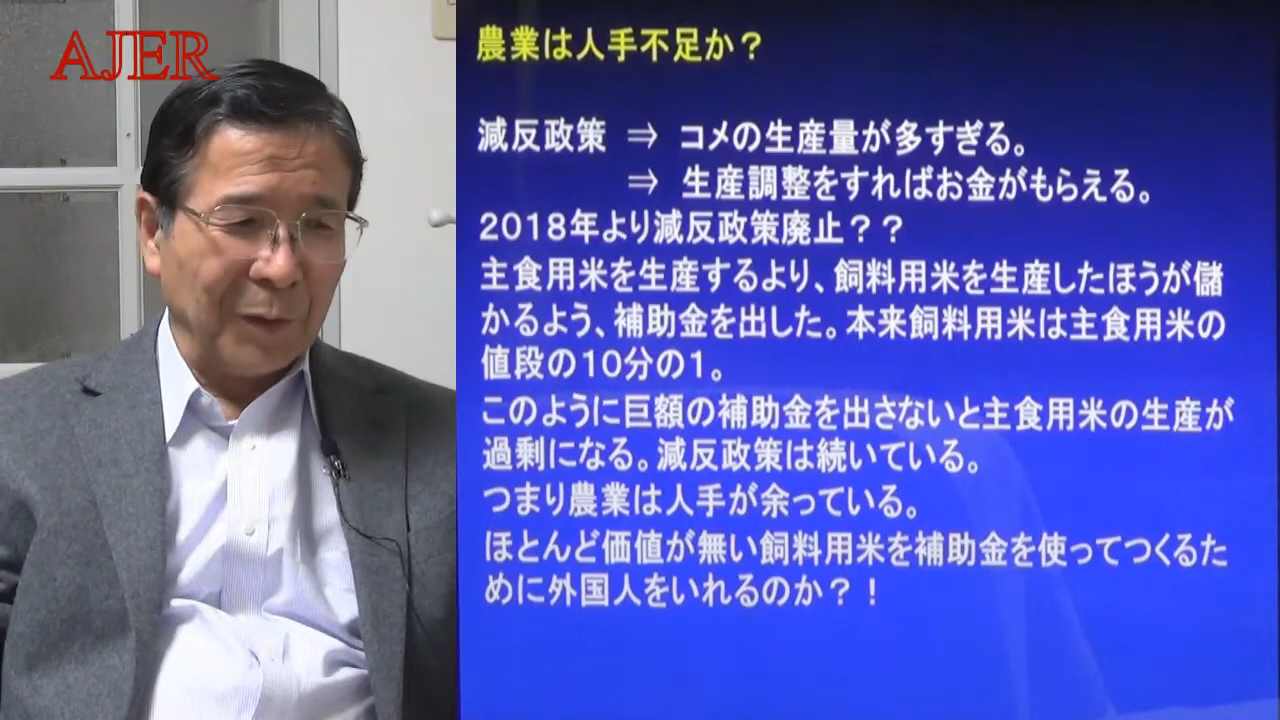 AJER
農業は人手不足か？
減反政策 ⇒ コメの生産量が多すぎる。
⇒ 生産調整をすればお金がもらえる。
２０１８年より減反政策廃止？？
主食用米を生産するより、飼料用米を生産したほうが儲
かるよう、補助金を出した。本来飼料用米は主食用米の
値段の１０分の１。
このように巨額の補助金を出さないと主食用米の生産が
過剰になる。減反政策は続いている。
つまり農業は人手が余っている。
ほとんど価値が無い飼料用米を補助金を使ってつくるた
めに外国人をいれるのか？！